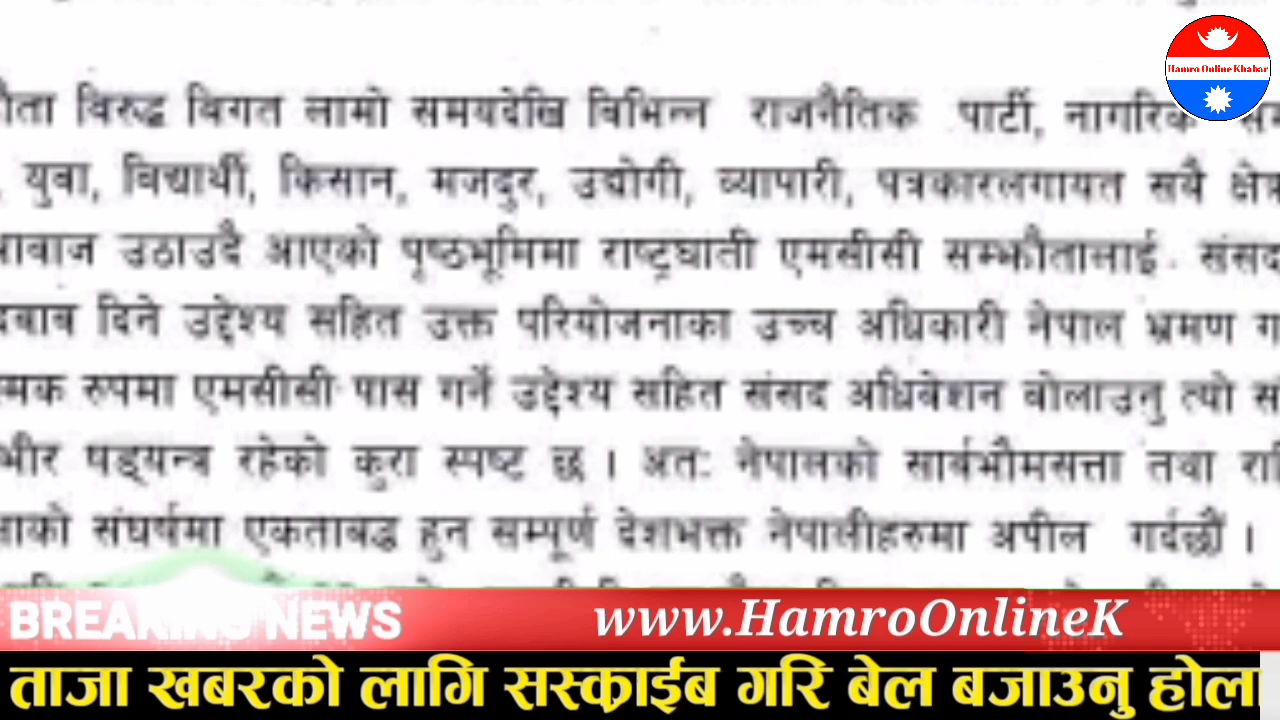 Hamro Online Khabar
विरुद्ध विगत लामो समयदेखि विभिन्न राजनैतिक पार्टी, नागरिक
युवा, विद्यार्थी, किसान, मजदुर, उद्योगी, व्यापारी, पत्रकारलगायत सबै
उठाउदै आएको पृष्ठभूमिमा राष्ट्रघाती एमसीसी सम्झौतालाई संसद
दबाब दिने उद्देश्य सहित उक्त परियोजनाका उच्च अधिकारी नेपाल भ्रमण
रुपमा एमसीसी पास गर्ने उद्देश्य सहित संसद अधिबेशन बोलाउनु त्यो
षड्यन्त्र रहेको कुरा स्पष्ट छ । अतः नेपालको सार्बभौमसत्ता तथा
संघर्षमा एकताबद्ध हुन सम्पूर्ण देशभक्त नेपालीहरुमा अपील गर्दछौं ।
BREAKING NEWS
www.HamroOnlineK
ताजा खबरको लागि सस्क्राईब गरि बेल बजाउनु होला